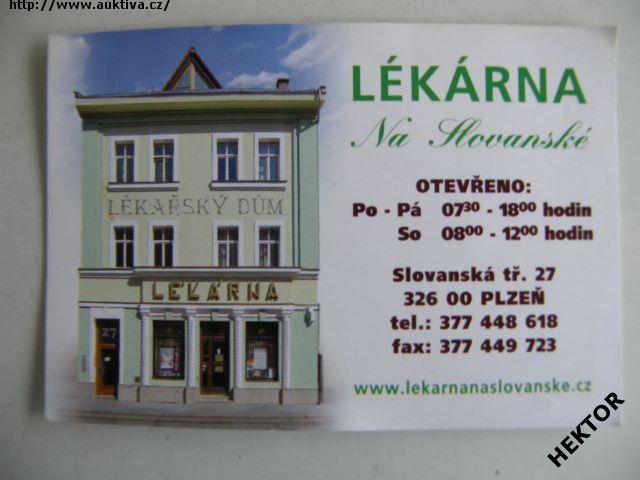 http://www.auktiva.cz/
LÉKÁRNA
Na Slovanské
OTEVŘENO:
Po - Pá 07³⁰ - 18⁰⁰ hodin
So 08⁰⁰ - 12⁰⁰ hodin
Slovanská tř. 27
326 00 PLZEŇ
tel.: 377 448 618
fax: 377 449 723
www.lekarnanaslovanske.cz
LÉKAŘSKÝ DŮM
LÉKÁRNA
27
HEKTOR